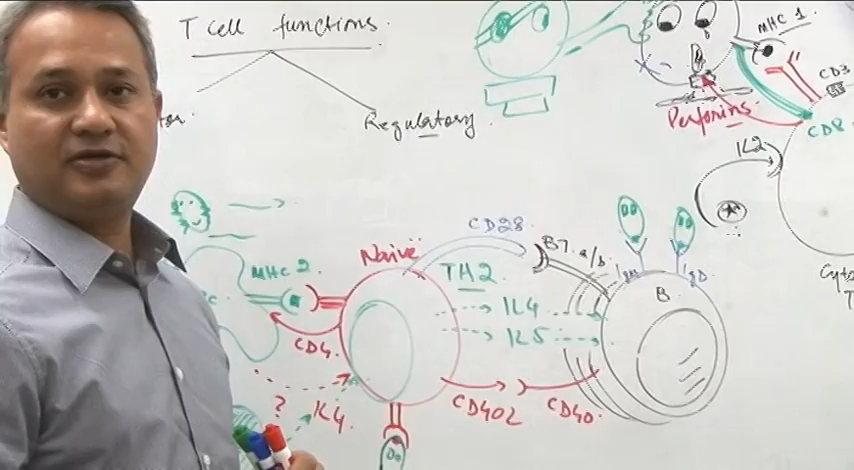 T cell functions.
MHC 1
CD3
Regulatory
Perforins
CD8
IL2
CD28
B7 a/b
Naive
MHC 2
TH2
IgM
IgD
B
IL4
IL5
CD4
CD40L
CD40
?